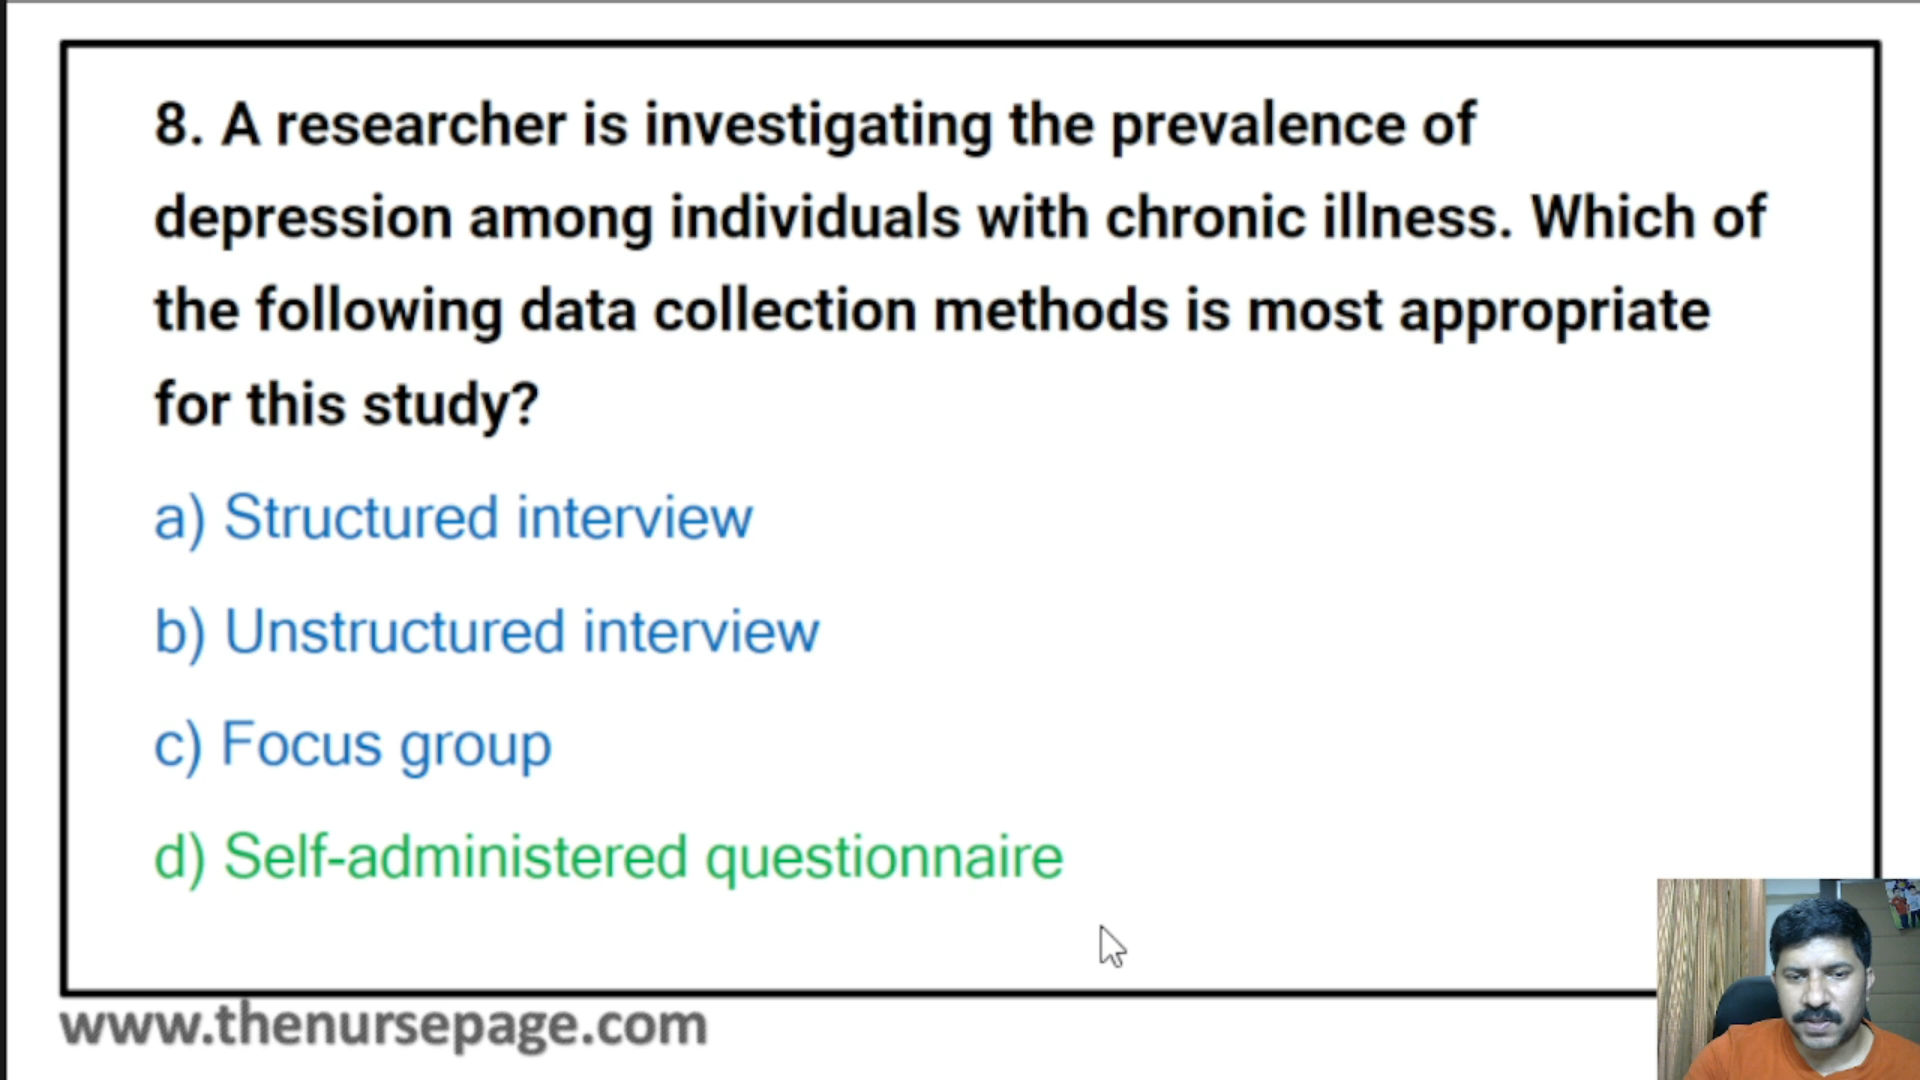 8. A researcher is investigating the prevalence of
depression among individuals with chronic illness. Which of
the following data collection methods is most appropriate
for this study?
a) Structured interview
b) Unstructured interview
c) Focus group
d) Self-administered questionnaire
www.thenursepage.com